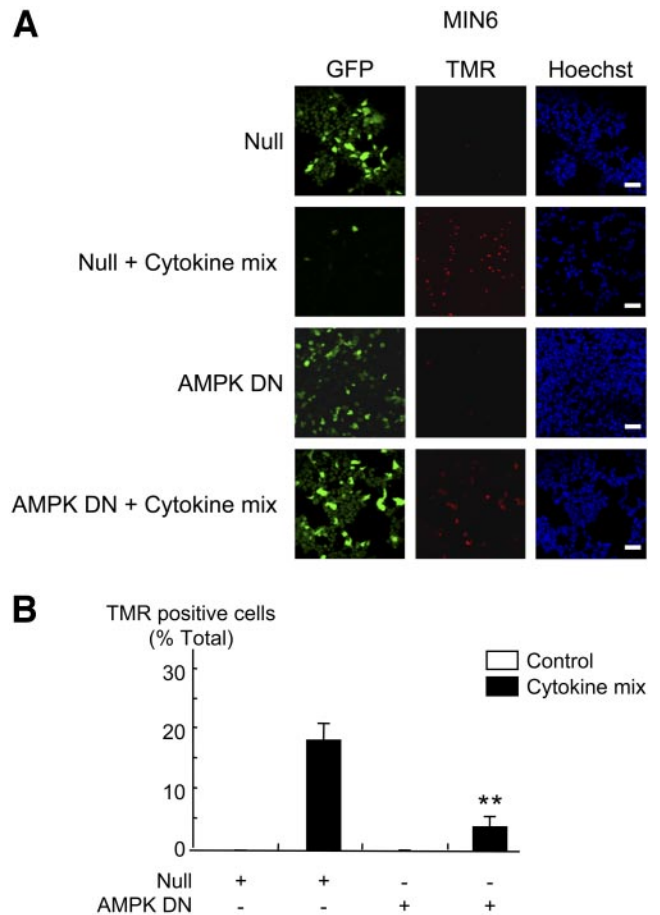 A
MIN6
GFP TMR Hoechst
Null
Null + Cytokine mix
AMPK DN
AMPK DN + Cytokine mix
B
TMR positive cells
(% Total)
Control
Cytokine mix
30
20
10
0
**
Null + + - -
AMPK DN - - + +